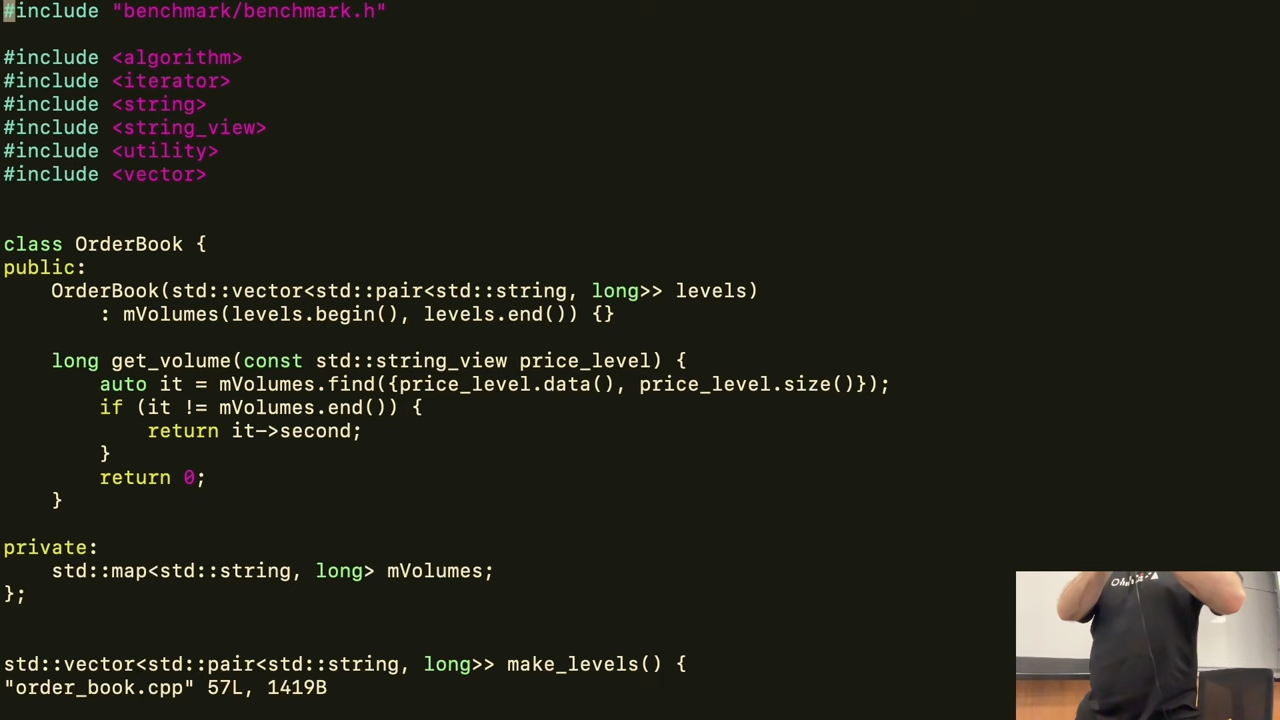 #include "benchmark/benchmark.h"
#include <algorithm>
#include <iterator>
#include <string>
#include <string_view>
#include <utility>
#include <vector>
class OrderBook {
public:
    OrderBook(std::vector<std::pair<std::string, long>> levels)
        : mVolumes(levels.begin(), levels.end()) {}
    long get_volume(const std::string_view price_level) {
        auto it = mVolumes.find({price_level.data(), price_level.size()});
        if (it != mVolumes.end()) {
            return it->second;
        }
        return 0;
    }
private:
    std::map<std::string, long> mVolumes;
};
std::vector<std::pair<std::string, long>> make_levels() {
"order_book.cpp" 57L, 1419B